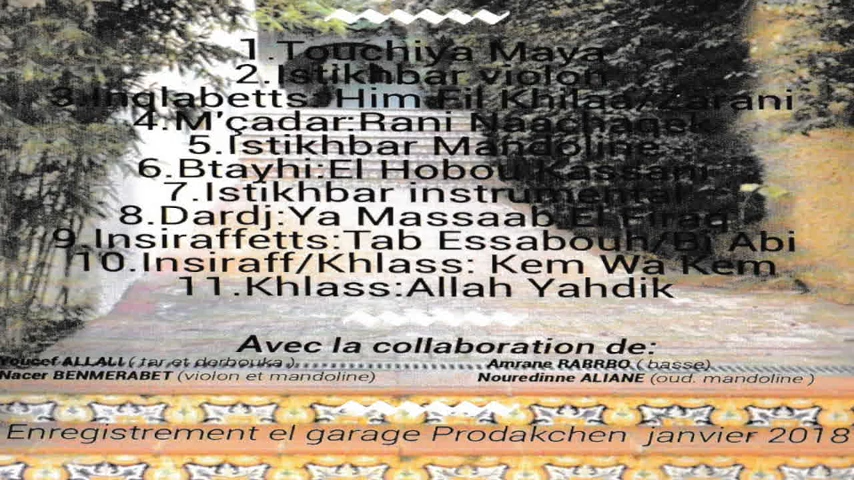 1.Touchiya Maya
2.Istikhbar violon
3.Inqlabetts: Him Fil Khilaa/Zarani
4.M'çadar:Rani Naachaqek
5.Istikhbar Mandoline
6.Btayhi:El Hobou Kassani
7.Istikhbar instrumental
8.Dardj:Ya Massaab El Firaq
9.Insiraffetts:Tab Essabouh/Bi Abi
10.Insiraff/Khlass: Kem Wa Kem
11.Khlass:Allah Yahdik
Avec la collaboration de:
Youcef ALLALI ( tar et derbouka ) Amrane RABRBO ( basse)
Nacer BENMERABET (violon et mandoline) Nouredinne ALIANE (oud. mandoline )
Enregistrement el garage Prodakchen janvier 2018